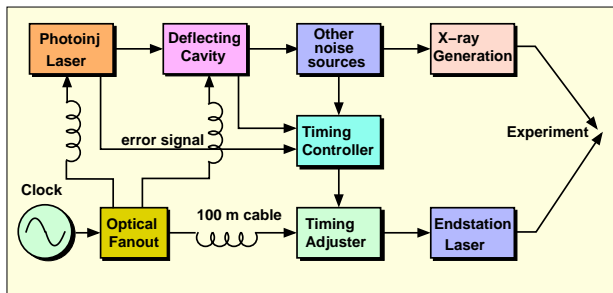 Photoinj
Laser
Deflecting
Cavity
Other
noise
sources
X-ray
Generation
error signal
Timing
Controller
Experiment
Clock
Optical
Fanout
100 m cable
Timing
Adjuster
Endstation
Laser